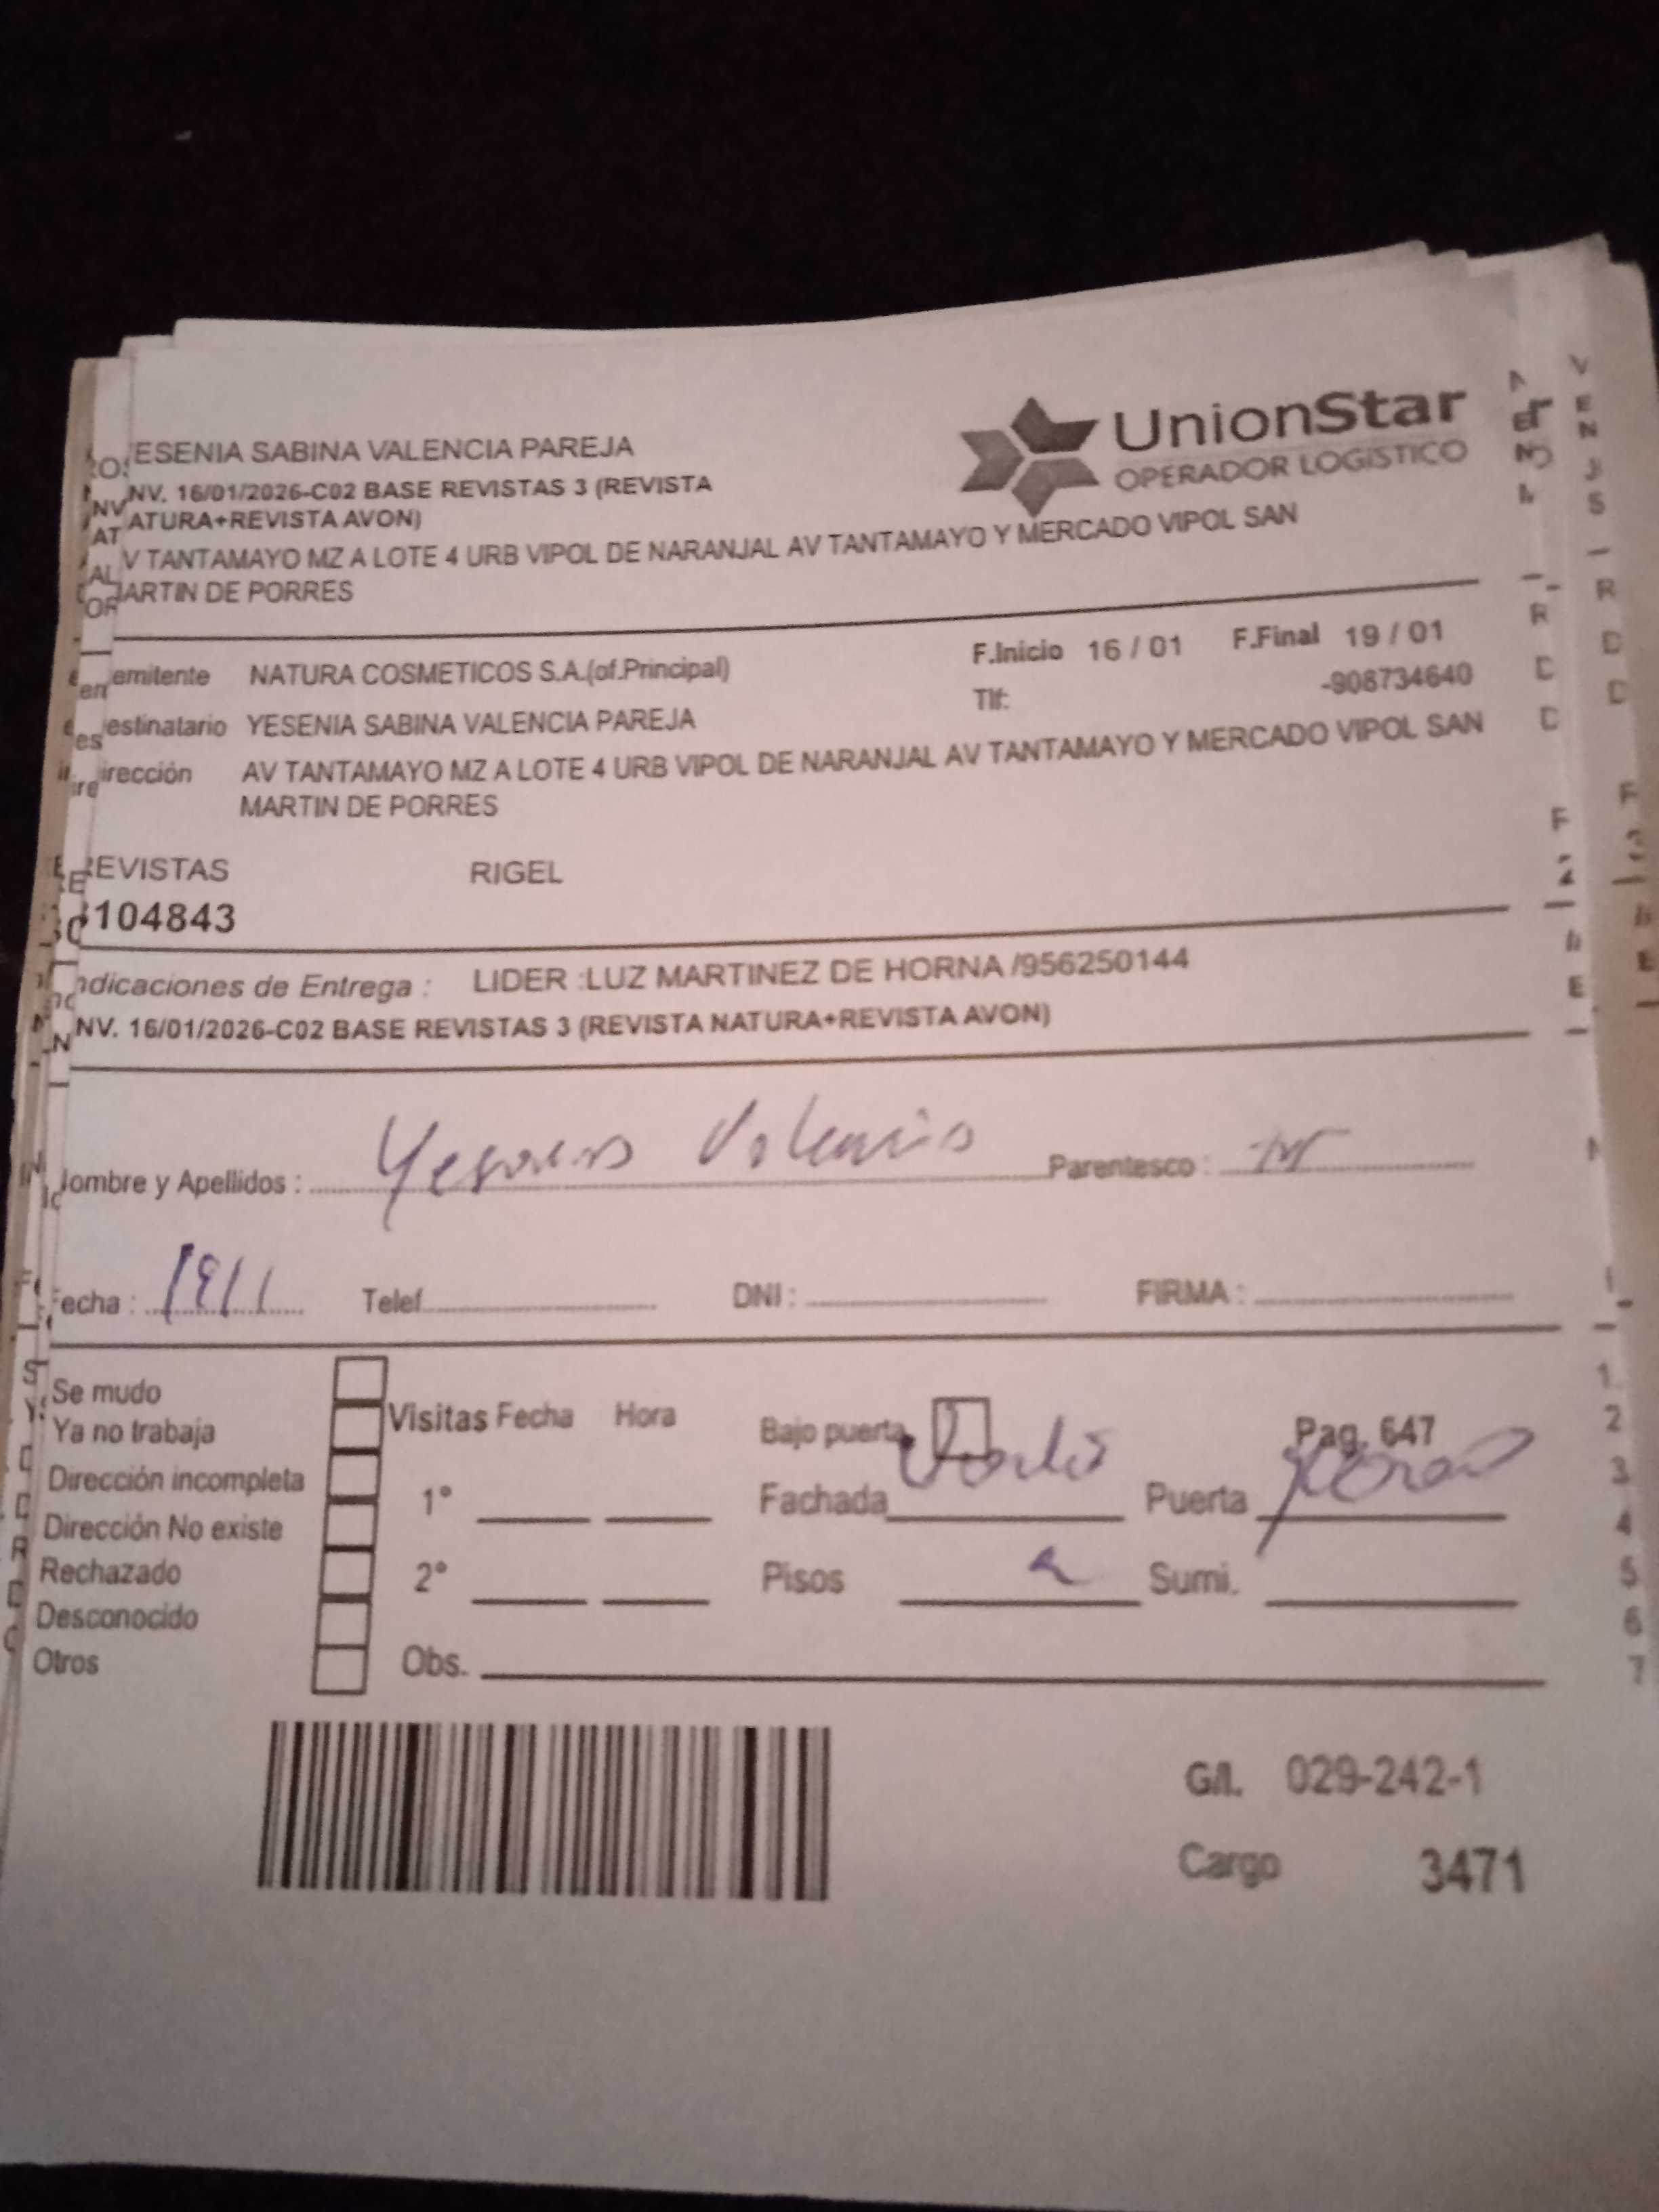 UnionStar
OPERADOR LOGÍSTICO
ESENIA SABINA VALENCIA PAREJA
NV. 16/01/2026-C02 BASE REVISTAS 3 (REVISTA
ATURA+REVISTA AVON)
V TANTAMAYO MZ A LOTE 4 URB VIPOL DE NARANJAL AV TANTAMAYO Y MERCADO VIPOL SAN
ARTIN DE PORRES
emitente NATURA COSMETICOS S.A.(of.Principal) F.Inicio 16 / 01 F.Final 19 / 01
Tlf: -908734640
estinatario YESENIA SABINA VALENCIA PAREJA
irección AV TANTAMAYO MZ A LOTE 4 URB VIPOL DE NARANJAL AV TANTAMAYO Y MERCADO VIPOL SAN
MARTIN DE PORRES
REVISTAS RIGEL
104843
ndicaciones de Entrega : LIDER :LUZ MARTINEZ DE HORNA /956250144
NV. 16/01/2026-C02 BASE REVISTAS 3 (REVISTA NATURA+REVISTA AVON)
ombre y Apellidos : Valencia Parentesco :
echa : 19/1 Telef. DNI : FIRMA :
Se mudo
Ya no trabaja Visitas Fecha Hora Bajo puerta Pag. 647
Dirección incompleta 1° Fachada Puerta
Dirección No existe
Rechazado 2° Pisos 2 Sumi.
Desconocido
Otros Obs.
G/l. 029-242-1
Cargo 3471